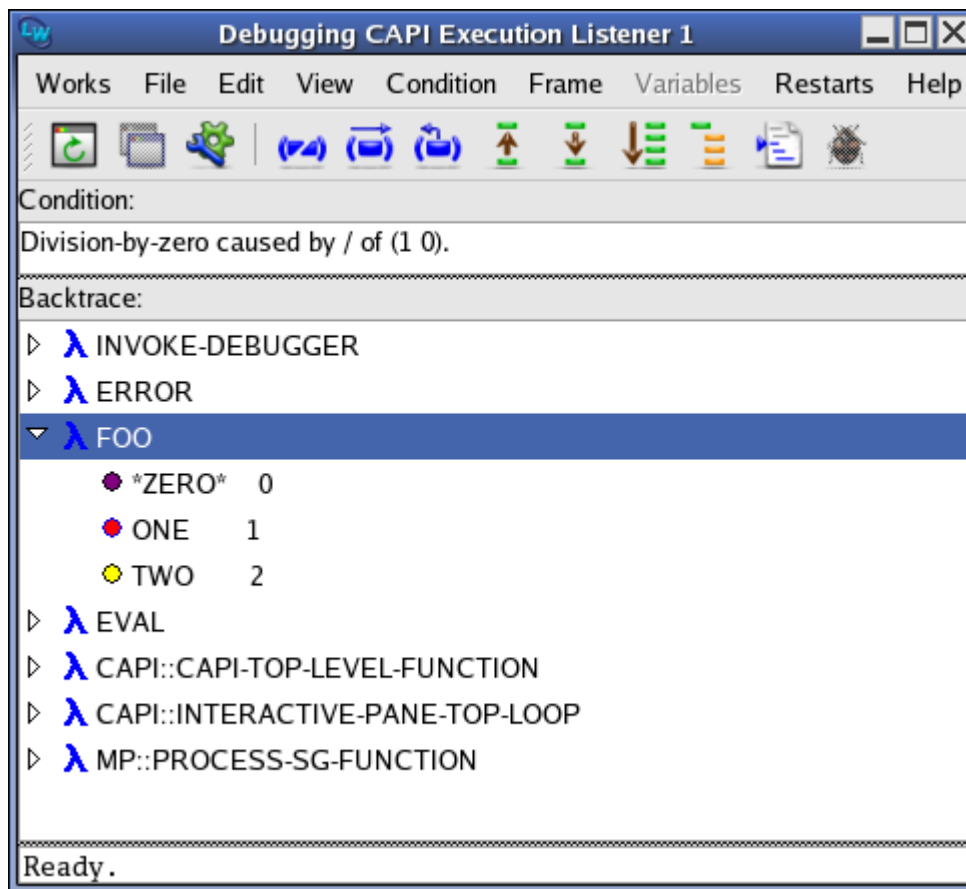 LW Debugging CAPI Execution Listener 1
Works File Edit View Condition Frame Variables Restarts Help
Condition:
Division-by-zero caused by / of (1 0).
Backtrace:
λ INVOKE-DEBUGGER
λ ERROR
λ FOO
*ZERO* 0
ONE 1
TWO 2
λ EVAL
λ CAPI::CAPI-TOP-LEVEL-FUNCTION
λ CAPI::INTERACTIVE-PANE-TOP-LOOP
λ MP::PROCESS-SG-FUNCTION
Ready.